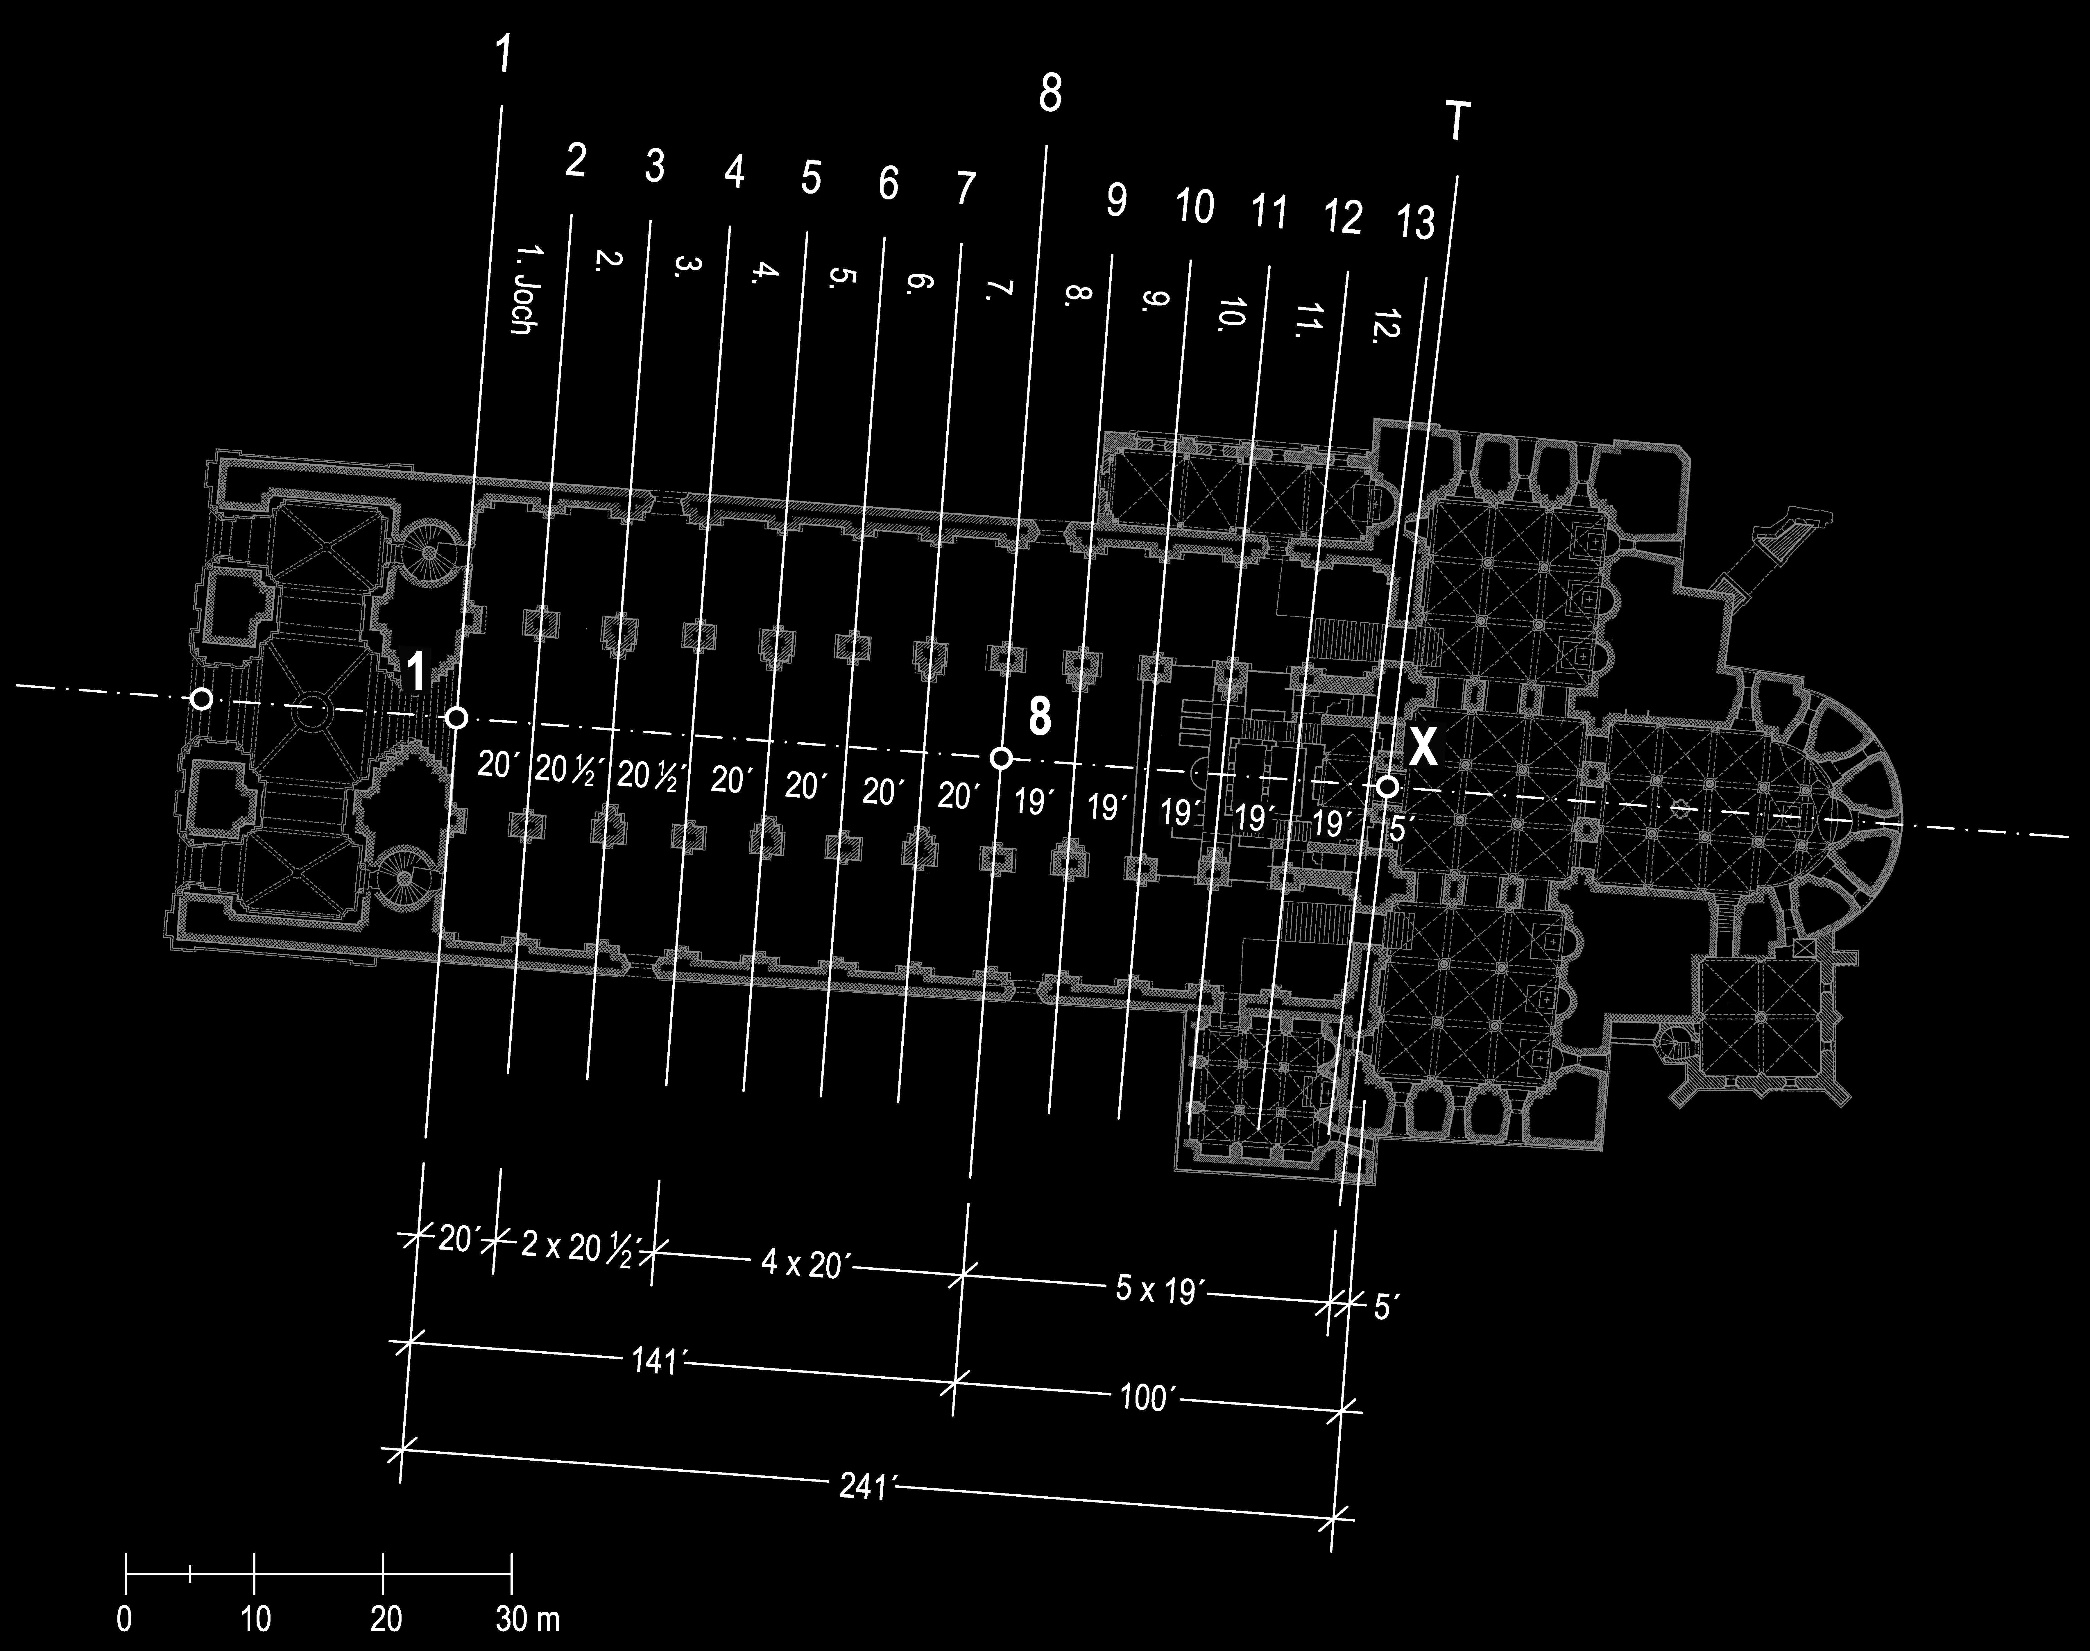 1
8
T
2 3 4 5 6 7
9 10 11 12 13
1. Joch 2. 3. 4. 5. 6. 7. 8. 9. 10. 11. 12.
1 8 X
20′ 20 ½′ 20 ½′ 20′ 20′ 20′ 20′ 19′ 19′ 19′ 19′ 19′ 5′
20′ 2 x 20 ½′ 4 x 20′ 5 x 19′ 5′
141′ 100′
241′
0 10 20 30 m